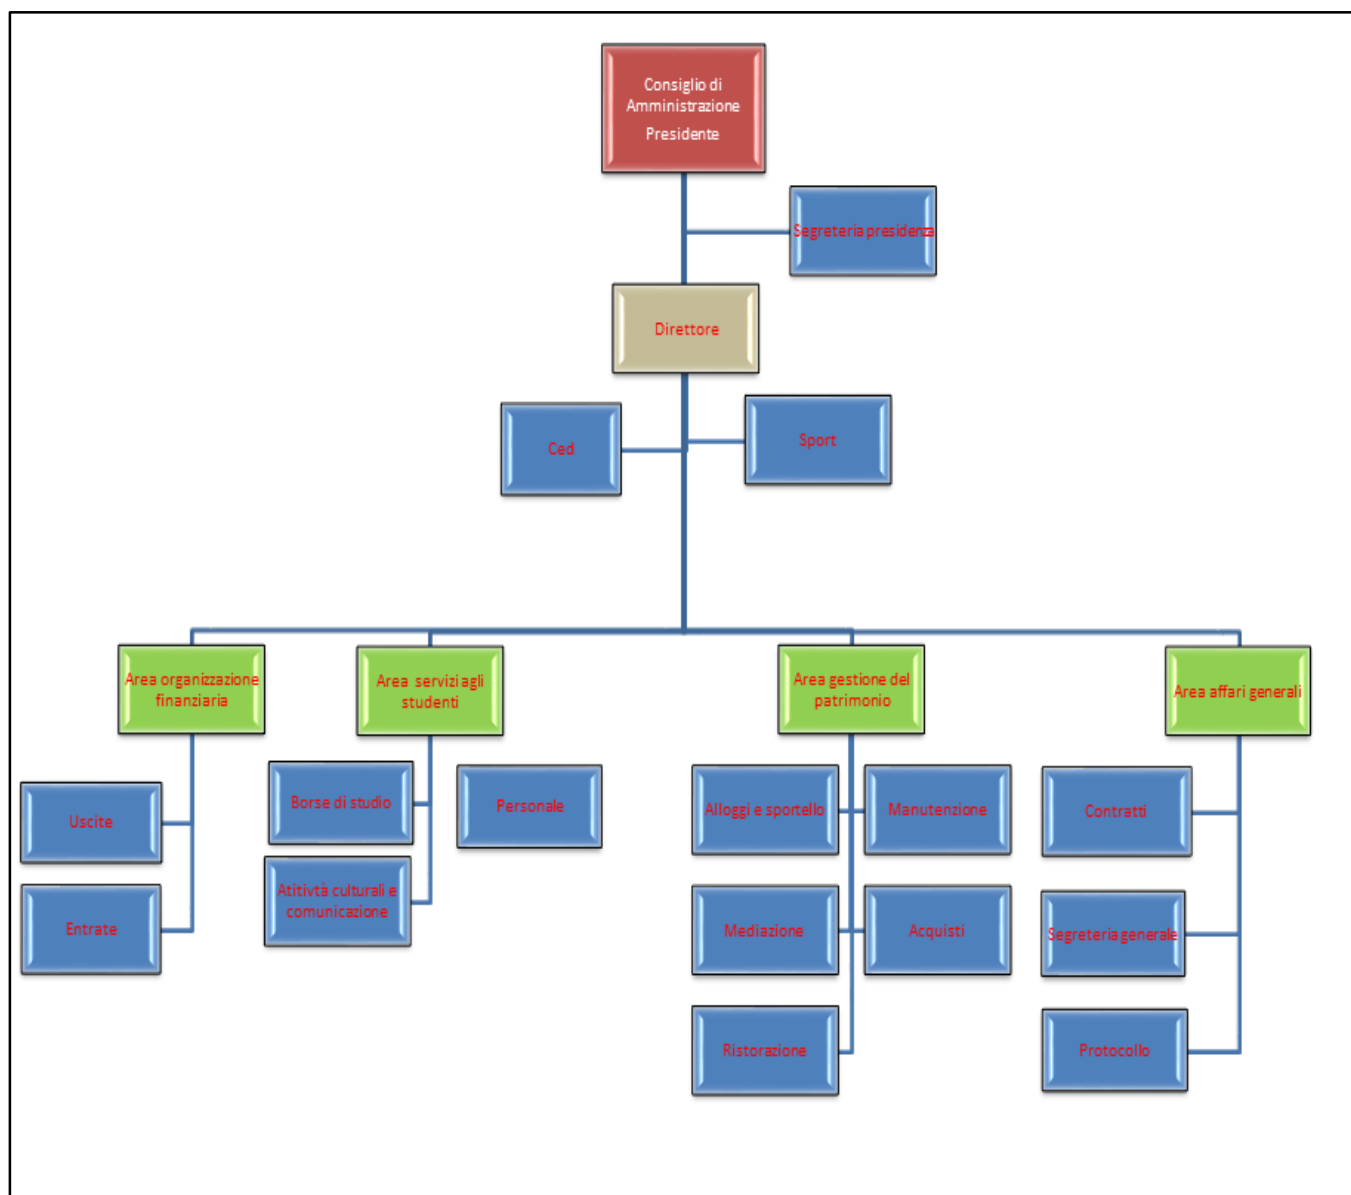 Consiglio di
Amministrazione
Presidente
Segreteria presidenza
Direttore
Ced
Sport
Area organizzazione
finanziaria
Area servizi agli
studenti
Area gestione del
patrimonio
Area affari generali
Uscite
Entrate
Borse di studio
Atitivtà culturali e
comunicazione
Personale
Alloggi e sportello
Manutenzione
Mediazione
Acquisti
Ristorazione
Contratti
Segreteria generale
Protocollo